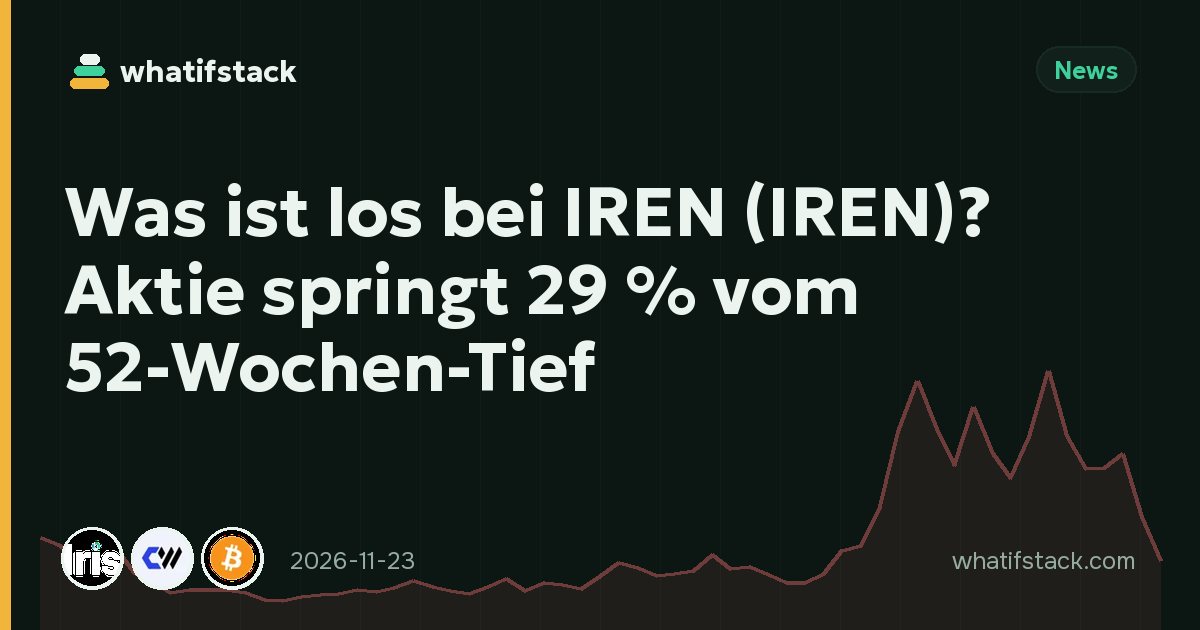 whatifstack
News
Was ist los bei IREN (IREN)?
Aktie springt 29 % vom
52-Wochen-Tief
Iris
CW
2026-11-23
whatifstack.com